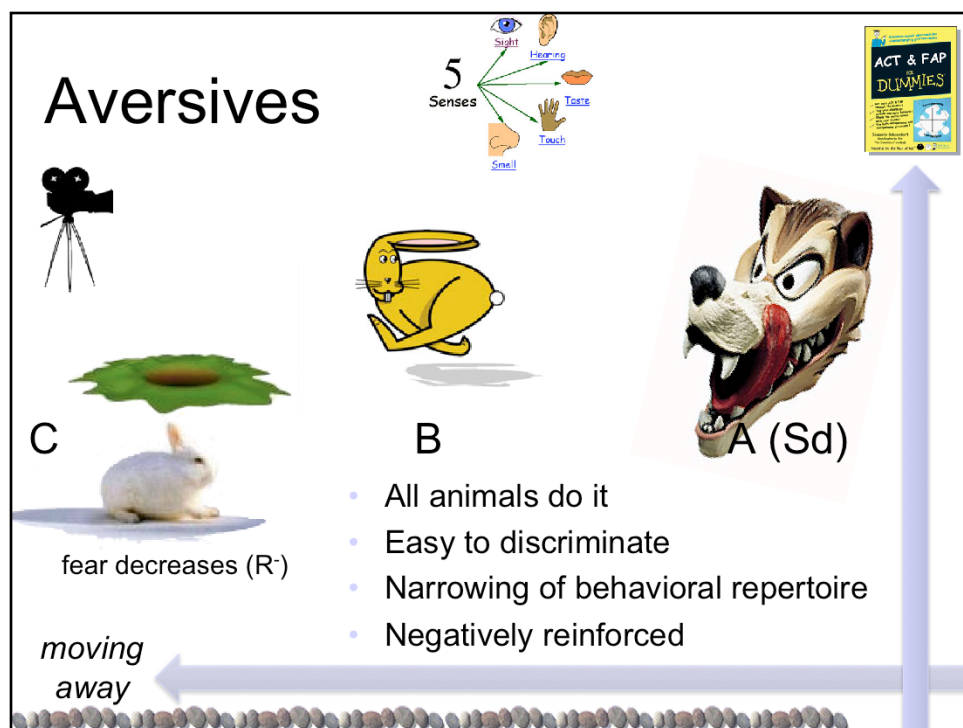 Aversives
5
Senses
Sight
Hearing
Taste
Touch
Smell
ACT & FAP
FOR
DUMMIES
C
B
A (Sd)
fear decreases (R-)
• All animals do it
• Easy to discriminate
• Narrowing of behavioral repertoire
• Negatively reinforced
moving
away